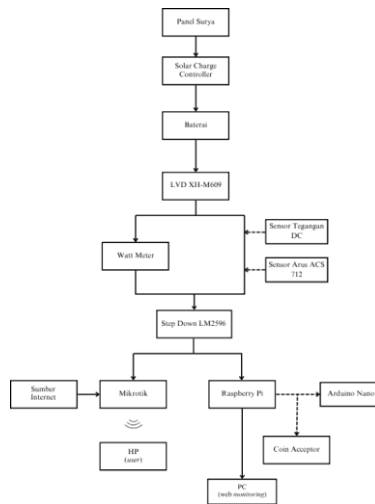 Panel Surya
Solar Charge
Controller
Baterai
LVD XH-M609
Sensor Tegangan
DC
Watt Meter
Sensor Arus ACS
712
Step Down LM2596
Sumber
Internet
Mikrotik
Raspberry Pi
Arduino Nano
HP
(user)
Coin Acceptor
PC
(web monitoring)